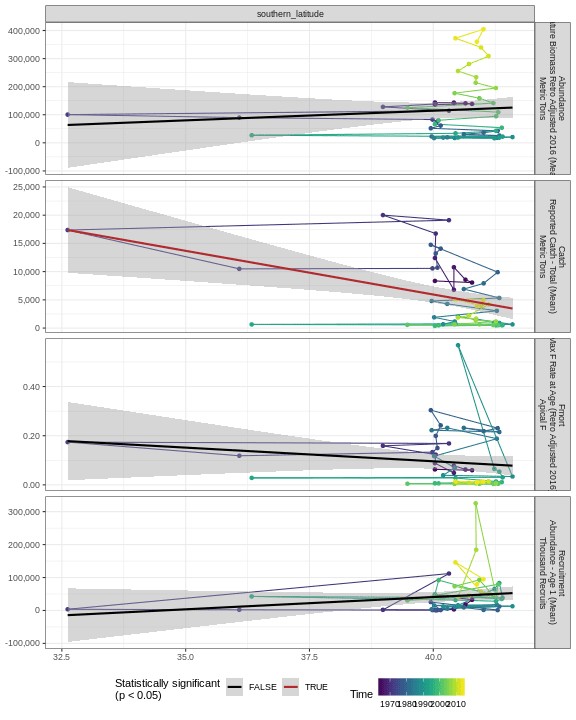 southern_latitude
400,000
300,000
200,000
100,000
0
-100,000
Abundance
Biomass Retro Adjusted 2016
Metric Tons
25,000
20,000
15,000
10,000
5,000
0
Catch
Reported Catch - Total (Mean)
Metric Tons
0.40
0.20
0.00
Fmort
F Rate at Age (Retro Adjusted 2016
Apical F
300,000
200,000
100,000
0
-100,000
Recruitment
Abundance - Age 1 (Mean)
Thousand Recruits
32.5
35.0
37.5
40.0
Statistically significant
(p < 0.05)
FALSE
TRUE
Time
1970
1980
1990
2000
2010